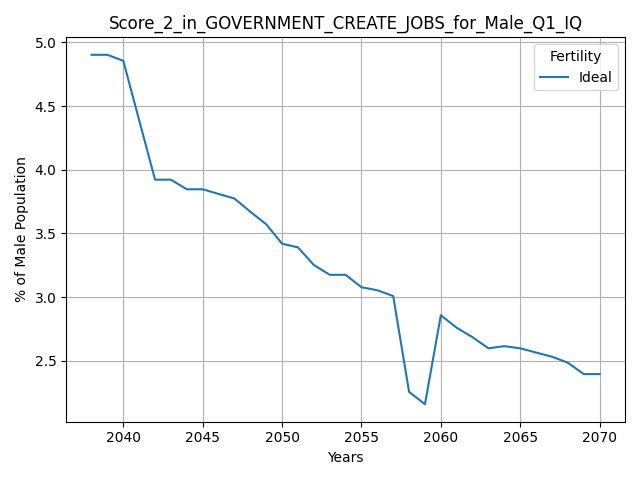 Score_2_in_GOVERNMENT_CREATE_JOBS_for_Male_Q1_IQ
Fertility
Ideal
5.0
4.5
4.0
3.5
3.0
2.5
% of Male Population
2040 2045 2050 2055 2060 2065 2070
Years